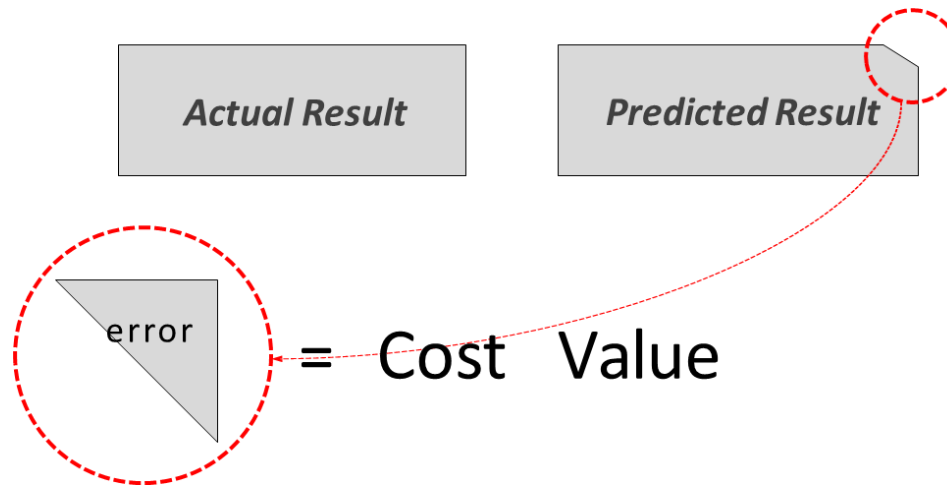 Actual Result
Predicted Result
error
= Cost Value